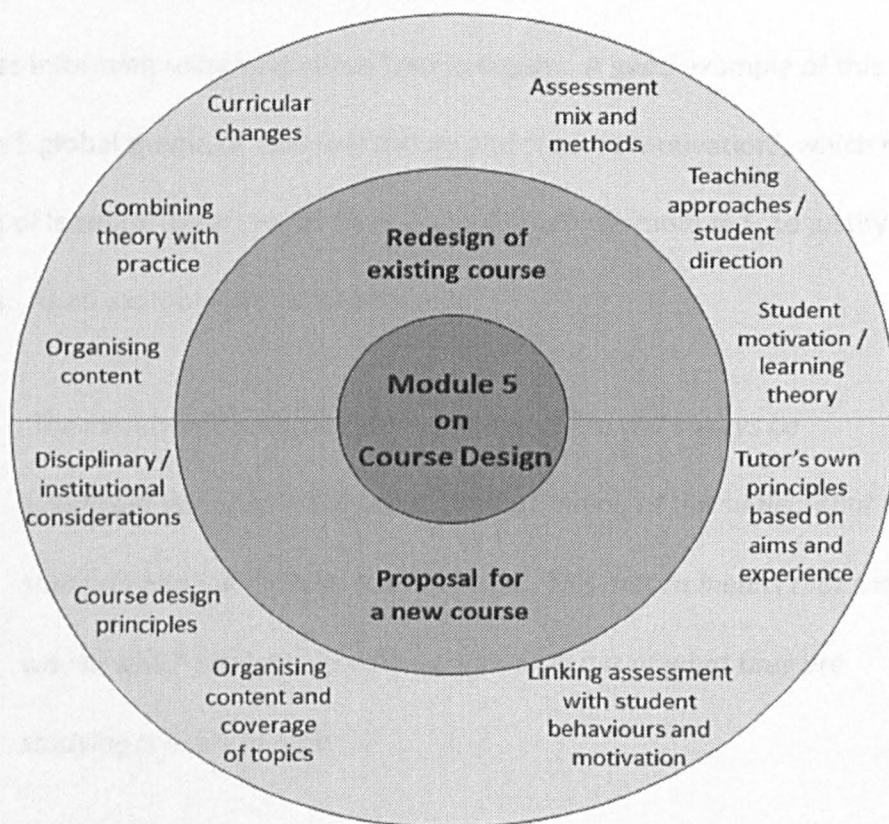 Curricular
changes
Assessment
mix and
methods
Combining
theory with
practice
Redesign of
existing course
Teaching
approaches /
student
direction
Organising
content
Module 5
on
Course Design
Student
motivation /
learning
theory
Disciplinary /
institutional
considerations
Tutor's own
principles
based on
aims and
experience
Course design
principles
Proposal for
a new course
Organising
content and
coverage
of topics
Linking assessment
with student
behaviours and
motivation